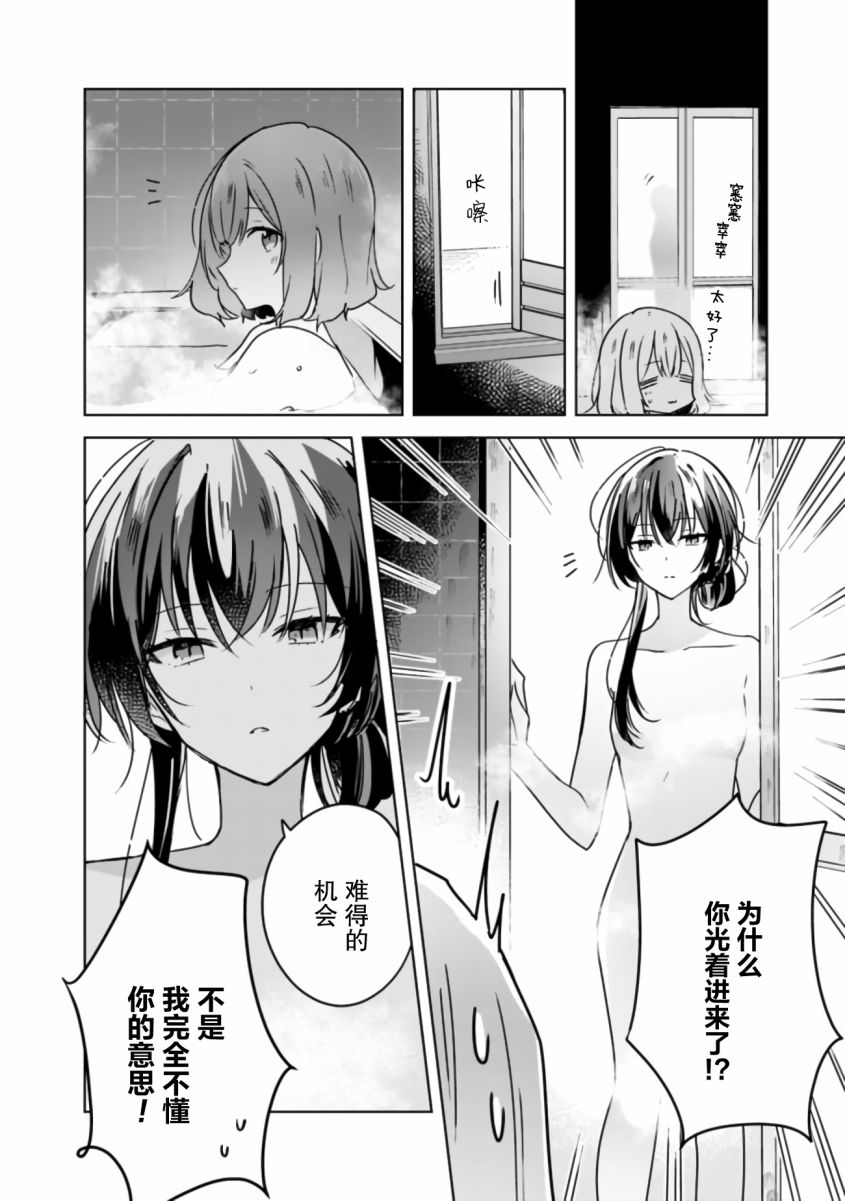 窸窸
窣窣
太好了…
咔嚓
为什么
你光着进来了!?
难得的
机会
不是
我完全不懂
你的意思！